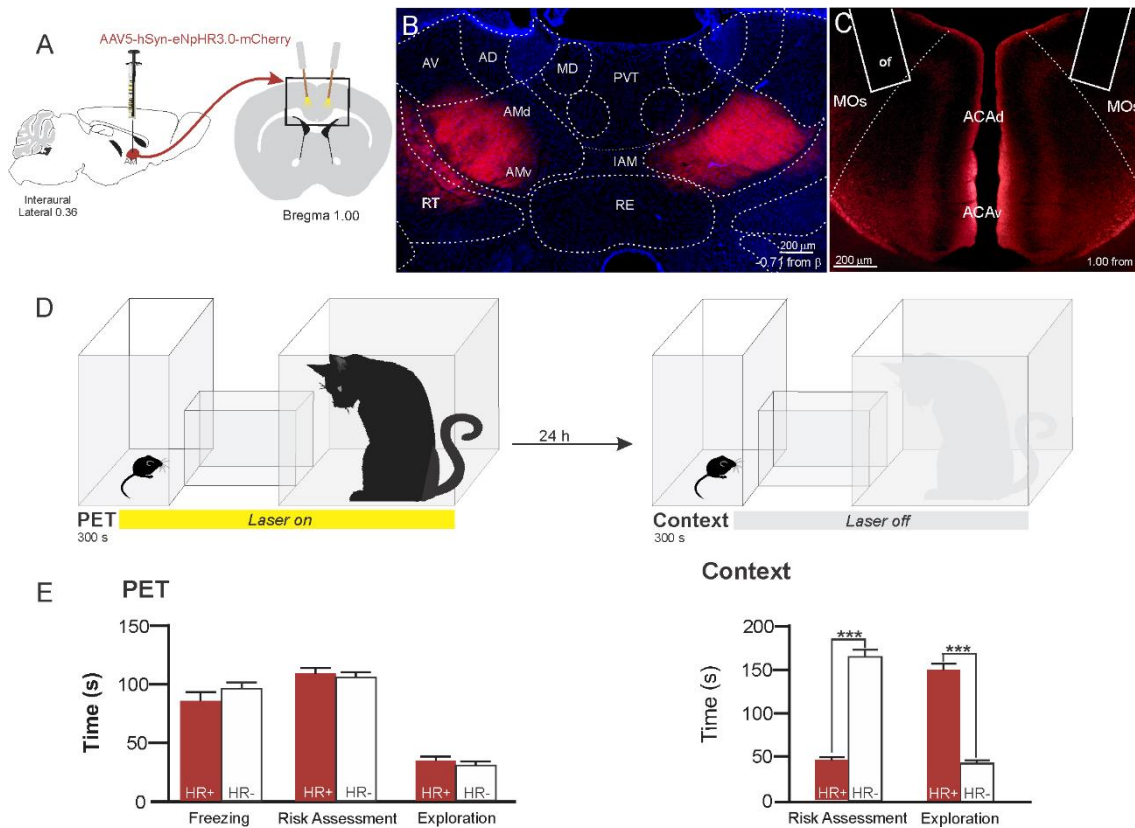 A
AAV5-hSyn-eNpHR3.0-mCherry
AM
Interaural
Lateral 0.36
Bregma 1.00
B
AV
AD
MD
PVT
AMd
AMv
IAM
RT
RE
200 µm
-0.71 from β
C
of
MOs
MOs
ACAd
ACAv
200 µm
1.00 from
D
24 h
PET
Laser on
300 s
Context
Laser off
300 s
E
PET
Time (s)
150
100
50
0
HR+
HR-
HR+
HR-
HR+
HR-
Freezing
Risk Assessment
Exploration
Context
Time (s)
200
150
100
50
0
***
***
HR+
HR-
HR+
HR-
Risk Assessment
Exploration